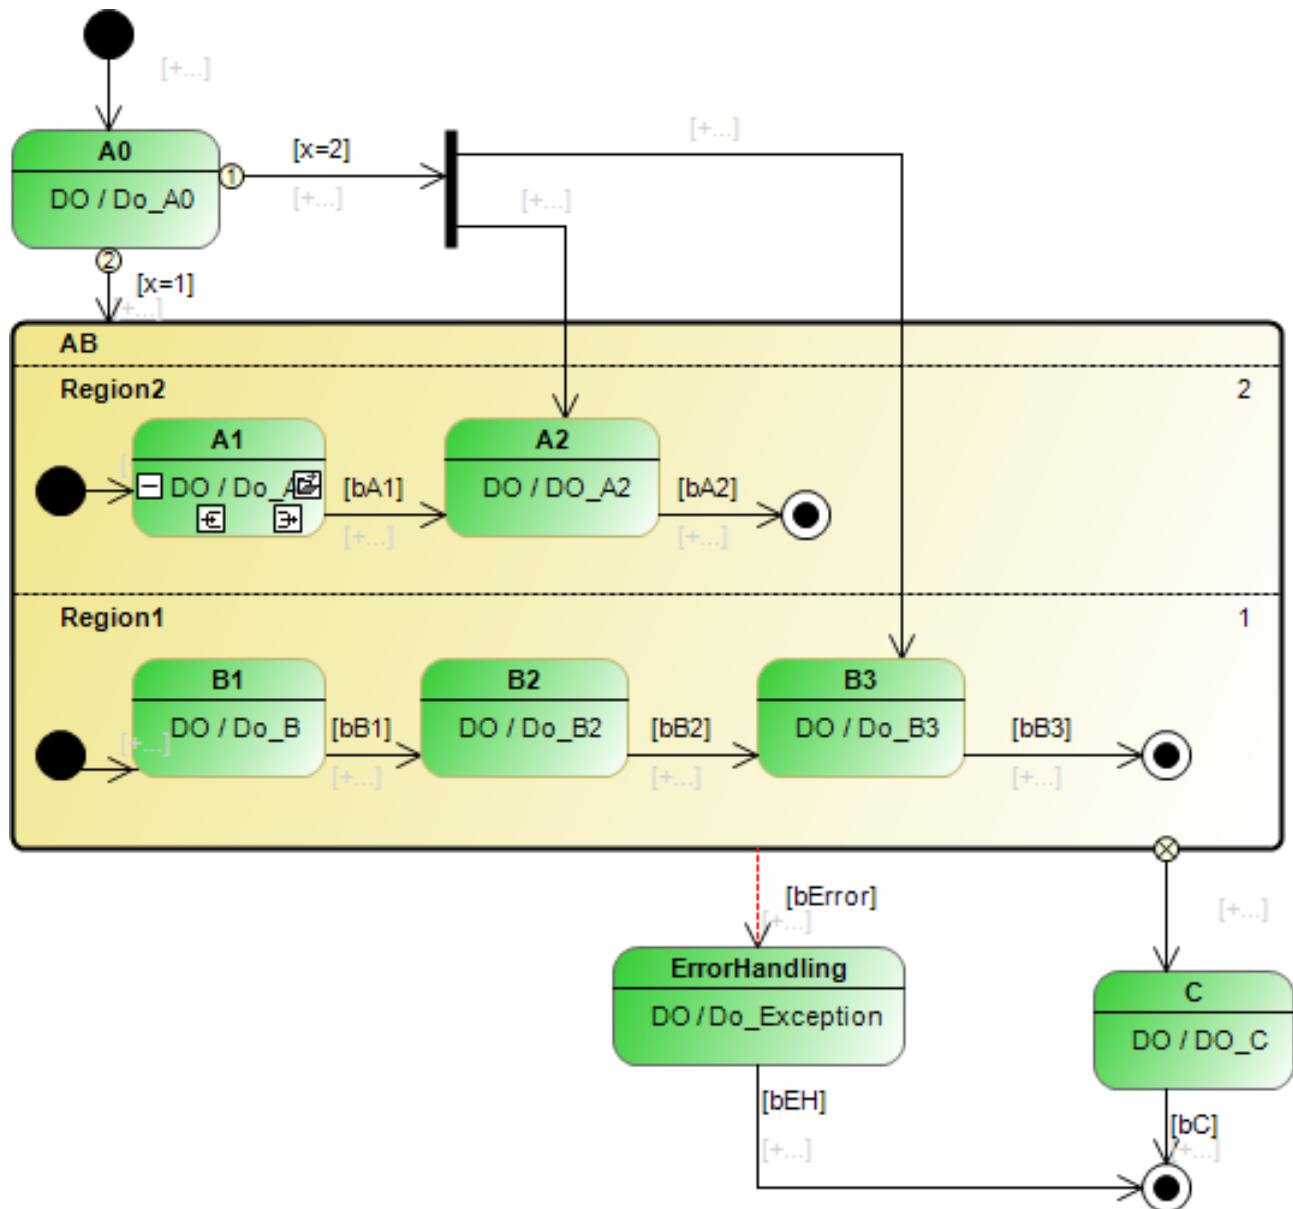 [+...]
A0
DO / Do_A0
1
[x=2]
[+...]
[+...]
[+...]
2
[x=1]
[+...]
AB
Region2
2
A1
DO / Do_A
[bA1]
[+...]
A2
DO / DO_A2
[bA2]
[+...]
Region1
1
[+...]
B1
DO / Do_B
[bB1]
[+...]
B2
DO / Do_B2
[bB2]
[+...]
B3
DO / Do_B3
[bB3]
[+...]
[bError]
[+...]
[+...]
ErrorHandling
DO / Do_Exception
C
DO / DO_C
[bEH]
[+...]
[bC]
[+...]